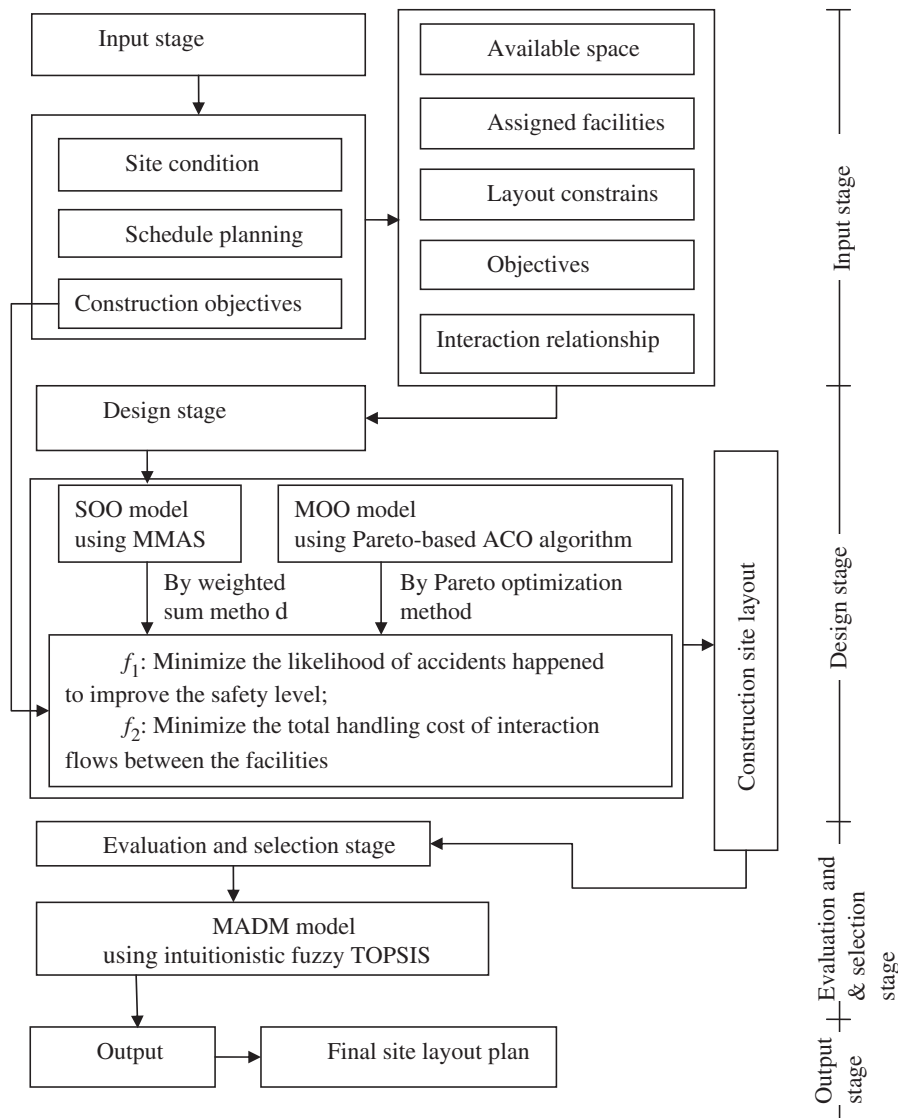 Input stage
Site condition
Schedule planning
Construction objectives
Available space
Assigned facilities
Layout constrains
Objectives
Interaction relationship
Input stage
Design stage
SOO model
using MMAS
MOO model
using Pareto-based ACO algorithm
By weighted
sum metho d
By Pareto optimization
method
f1: Minimize the likelihood of accidents happened
to improve the safety level;
f2: Minimize the total handling cost of interaction
flows between the facilities
Construction site layout
Design stage
Evaluation and selection stage
MADM model
using intuitionistic fuzzy TOPSIS
Evaluation and
& selection
stage
Output
Final site layout plan
Output
stage